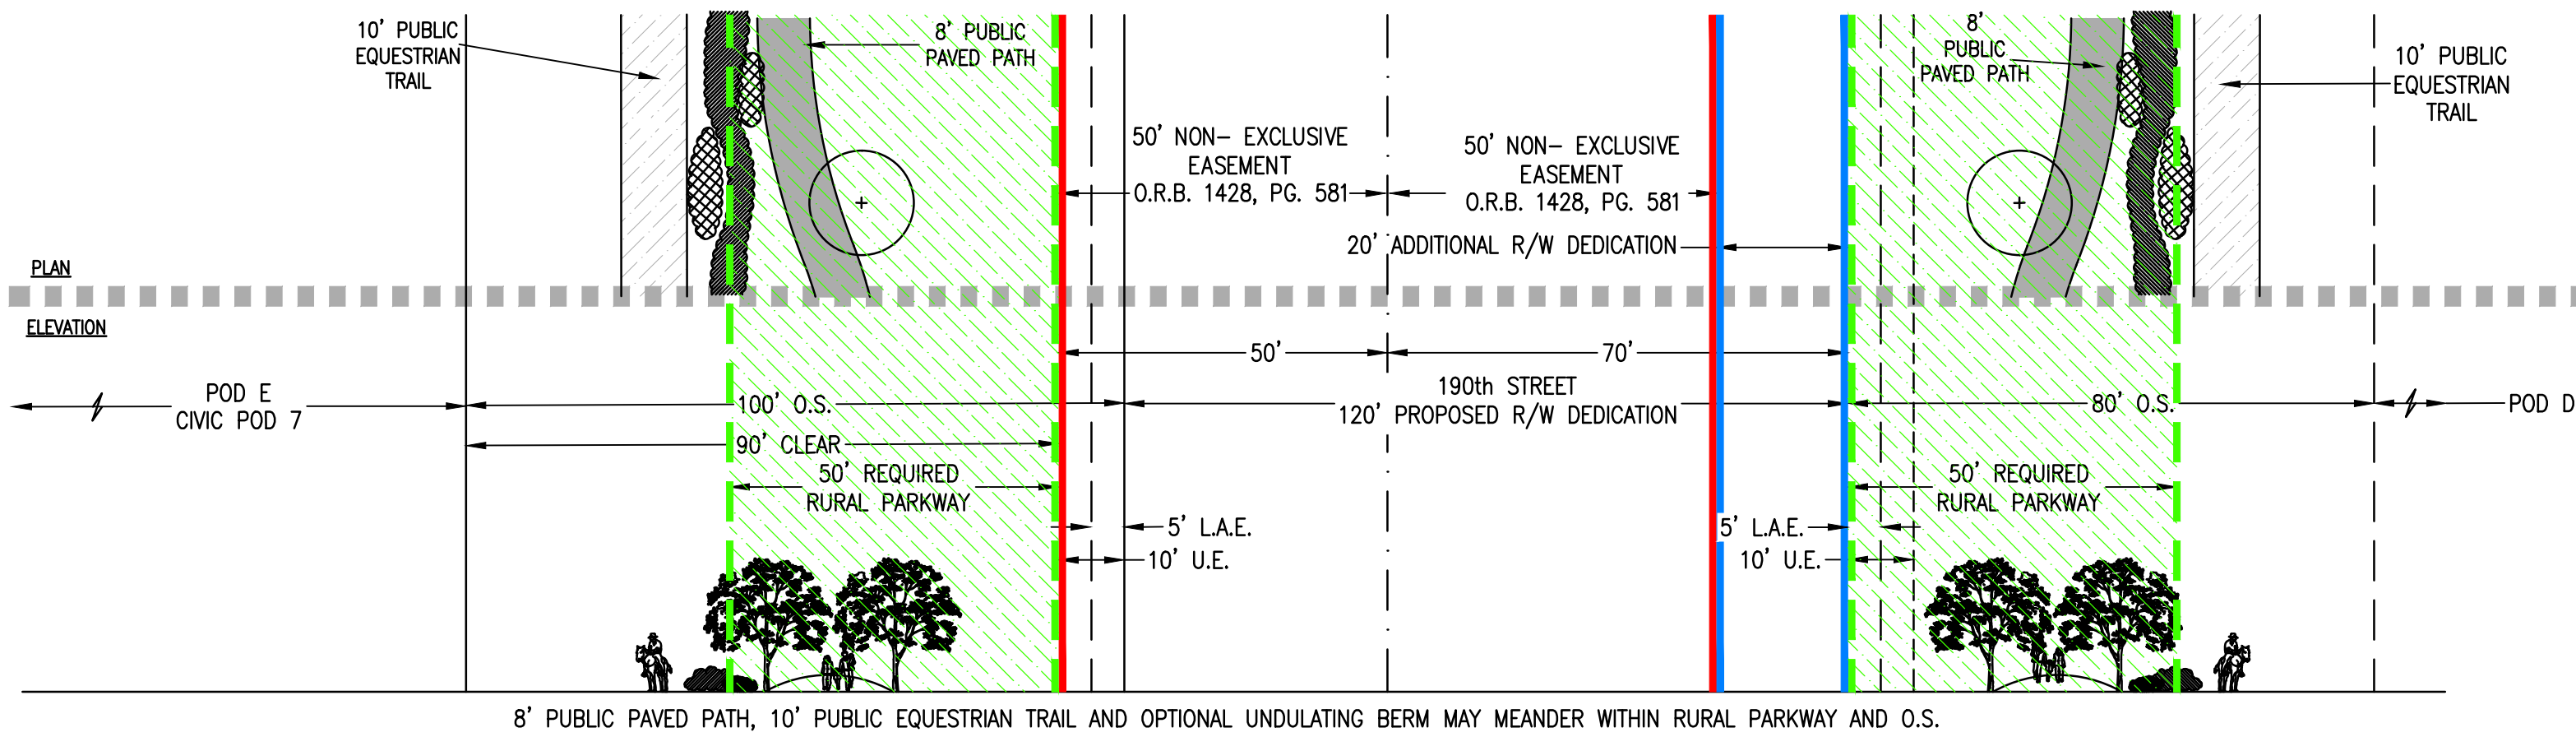 10' PUBLIC
EQUESTRIAN
TRAIL
8' PUBLIC
PAVED PATH
8'
PUBLIC
PAVED PATH
10' PUBLIC
EQUESTRIAN
TRAIL
50' NON- EXCLUSIVE
EASEMENT
O.R.B. 1428, PG. 581
50' NON- EXCLUSIVE
EASEMENT
O.R.B. 1428, PG. 581
20' ADDITIONAL R/W DEDICATION
PLAN
ELEVATION
50'
70'
POD E
CIVIC POD 7
100' O.S.
190th STREET
120' PROPOSED R/W DEDICATION
80' O.S.
POD D
90' CLEAR
50' REQUIRED
RURAL PARKWAY
50' REQUIRED
RURAL PARKWAY
5' L.A.E.
5' L.A.E.
10' U.E.
10' U.E.
8' PUBLIC PAVED PATH, 10' PUBLIC EQUESTRIAN TRAIL AND OPTIONAL UNDULATING BERM MAY MEANDER WITHIN RURAL PARKWAY AND O.S.